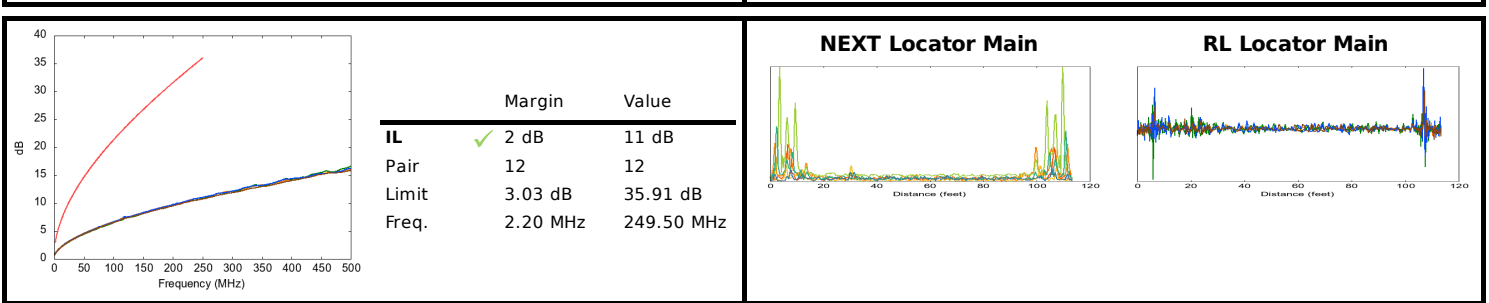 40
35
30
25
20
15
10
5
0
dB
0 50 100 150 200 250 300 350 400 450 500
Frequency (MHz)
Margin Value
IL ✓ 2 dB 11 dB
Pair 12 12
Limit 3.03 dB 35.91 dB
Freq. 2.20 MHz 249.50 MHz
NEXT Locator Main
0 20 40 60 80 100 120
Distance (feet)
RL Locator Main
0 20 40 60 80 100 120
Distance (feet)